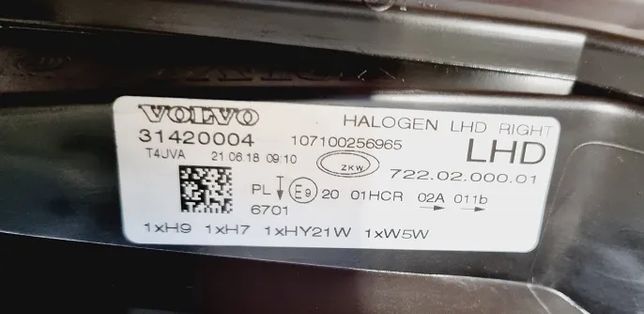 VOLVO HALOGEN LHD RIGHT
31420004 107100256965 LHD
T4JVA 21 06 18 09:10 ZKW 722.02.000.01
PL E9 20 01HCR 02A 011b
6701
1xH9 1xH7 1xHY21W 1xW5W